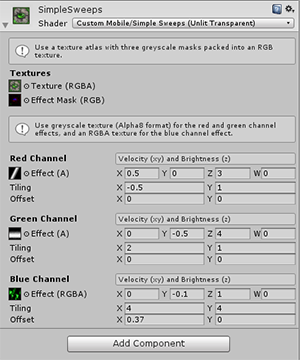 SimpleSweeps
Shader Custom Mobile/Simple Sweeps (Unlit Transparent)
Use a texture atlas with three greyscale masks packed into an RGB
texture.
Textures
Texture (RGBA)
Effect Mask (RGB)
Use greyscale texture (Alpha8 format) for the red and green channel
effects, and an RGBA texture for the blue channel effect.
Red Channel Velocity (xy) and Brightness (z)
Effect (A) X 0.5 Y 0 Z 3 W 0
Tiling X -0.5 Y 1
Offset X 0 Y 0
Green Channel Velocity (xy) and Brightness (z)
Effect (A) X 0 Y -0.5 Z 4 W 0
Tiling X 2 Y 1
Offset X 0 Y 0
Blue Channel Velocity (xy) and Brightness (z)
Effect (RGBA) X 0 Y -0.1 Z 1 W 0
Tiling X 4 Y 4
Offset X 0.37 Y 0
Add Component